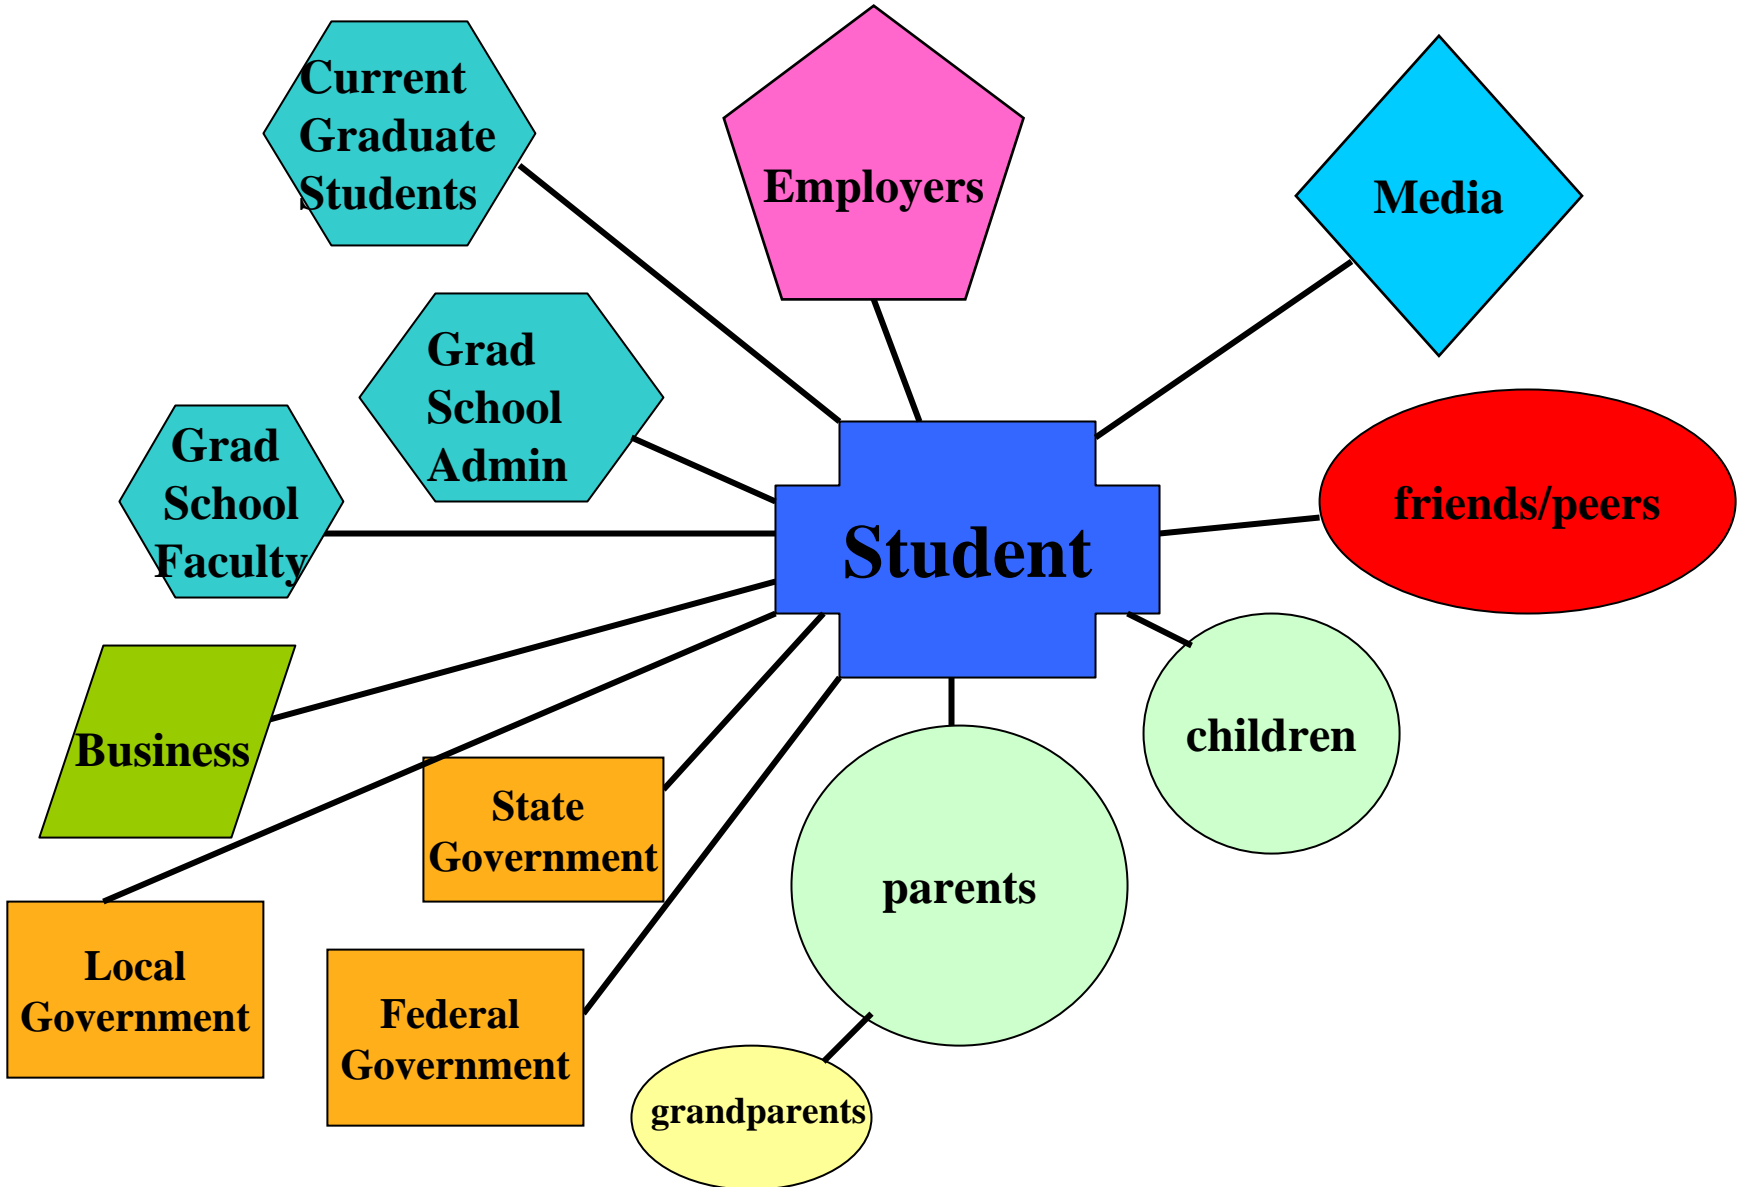 Current
Graduate
Students
Employers
Media
Grad
School
Admin
Grad
School
Faculty
Student
friends/peers
Business
children
State
Government
parents
Local
Government
Federal
Government
grandparents